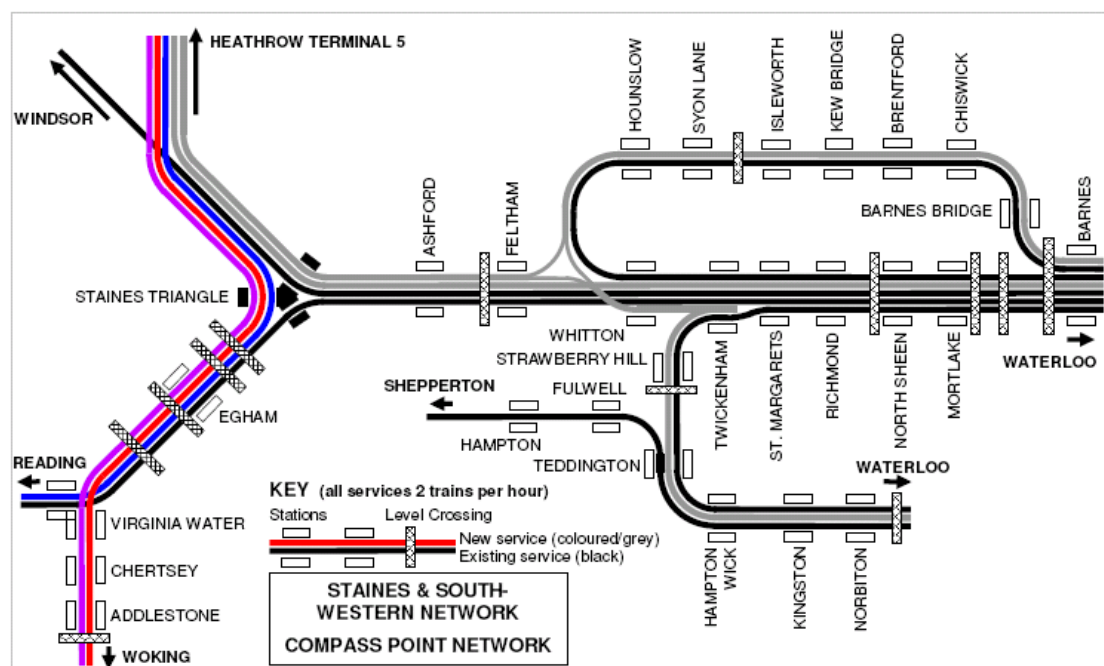 HEATHROW TERMINAL 5
WINDSOR
HOUNSLOW
SYON LANE
ISLEWORTH
KEW BRIDGE
BRENTFORD
CHISWICK
BARNES BRIDGE
BARNES
ASHFORD
FELTHAM
STAINES TRIANGLE
WHITTON
STRAWBERRY HILL
TWICKENHAM
ST. MARGARETS
RICHMOND
NORTH SHEEN
MORTLAKE
WATERLOO
SHEPPERTON
FULWELL
EGHAM
HAMPTON
TEDDINGTON
WATERLOO
READING
VIRGINIA WATER
CHERTSEY
ADDLESTONE
WOKING
HAMPTON
WICK
KINGSTON
NORBITON
KEY (all services 2 trains per hour)
Stations
Level Crossing
New service (coloured/grey)
Existing service (black)
STAINES & SOUTH-
WESTERN NETWORK
COMPASS POINT NETWORK